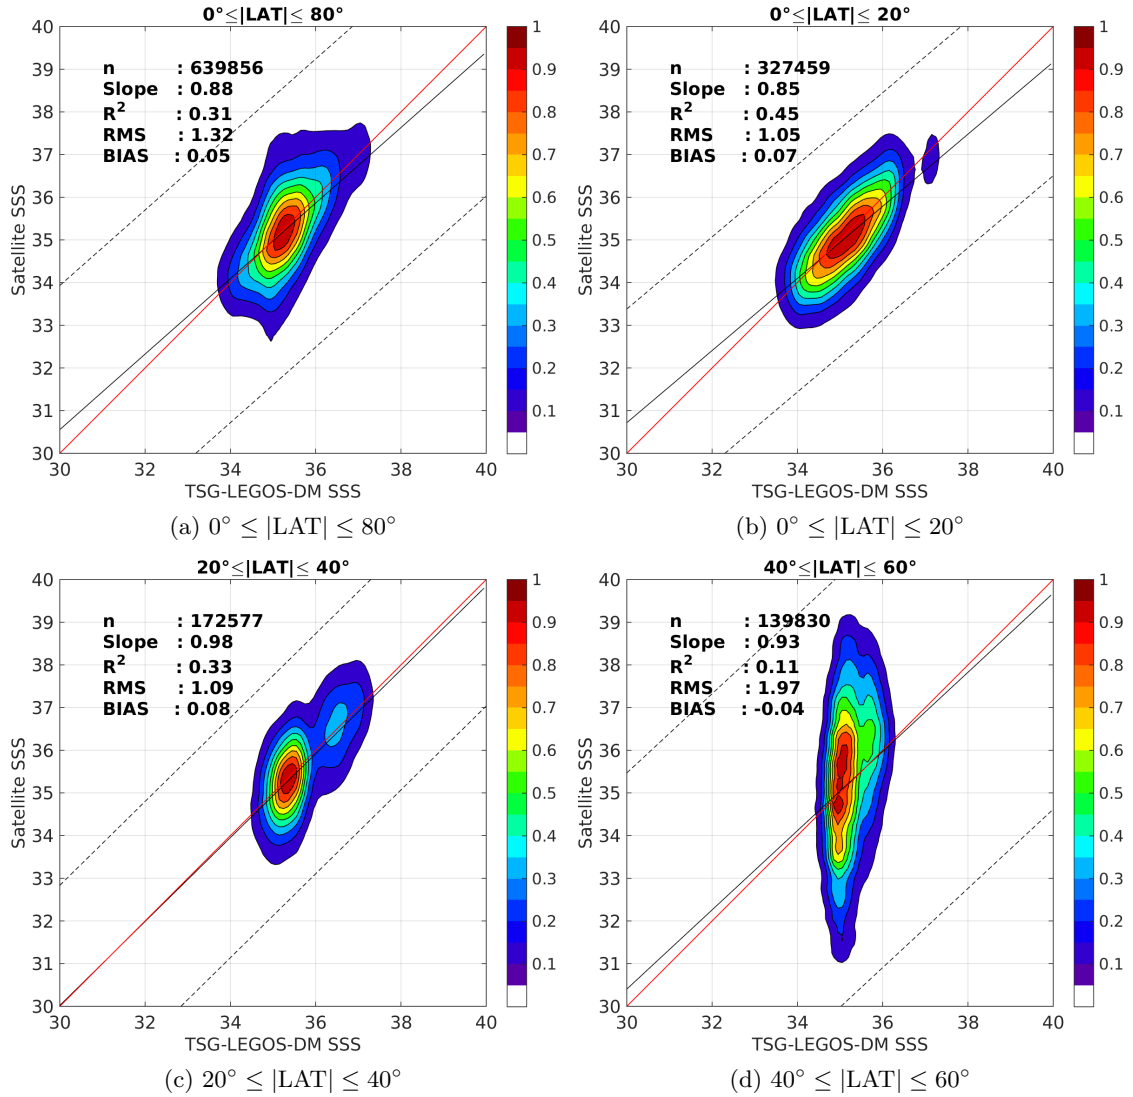 0°≤|LAT|≤ 80°
n : 639856
Slope : 0.88
R² : 0.31
RMS : 1.32
BIAS : 0.05
40
39
38
37
36
35
34
33
32
31
30
30 32 34 36 38 40
Satellite SSS
TSG-LEGOS-DM SSS
1
0.9
0.8
0.7
0.6
0.5
0.4
0.3
0.2
0.1
(a) 0° ≤ |LAT| ≤ 80°
0°≤|LAT|≤ 20°
n : 327459
Slope : 0.85
R² : 0.45
RMS : 1.05
BIAS : 0.07
40
39
38
37
36
35
34
33
32
31
30
30 32 34 36 38 40
Satellite SSS
TSG-LEGOS-DM SSS
1
0.9
0.8
0.7
0.6
0.5
0.4
0.3
0.2
0.1
(b) 0° ≤ |LAT| ≤ 20°
20°≤|LAT|≤ 40°
n : 172577
Slope : 0.98
R² : 0.33
RMS : 1.09
BIAS : 0.08
40
39
38
37
36
35
34
33
32
31
30
30 32 34 36 38 40
Satellite SSS
TSG-LEGOS-DM SSS
1
0.9
0.8
0.7
0.6
0.5
0.4
0.3
0.2
0.1
(c) 20° ≤ |LAT| ≤ 40°
40°≤|LAT|≤ 60°
n : 139830
Slope : 0.93
R² : 0.11
RMS : 1.97
BIAS : -0.04
40
39
38
37
36
35
34
33
32
31
30
30 32 34 36 38 40
Satellite SSS
TSG-LEGOS-DM SSS
1
0.9
0.8
0.7
0.6
0.5
0.4
0.3
0.2
0.1
(d) 40° ≤ |LAT| ≤ 60°